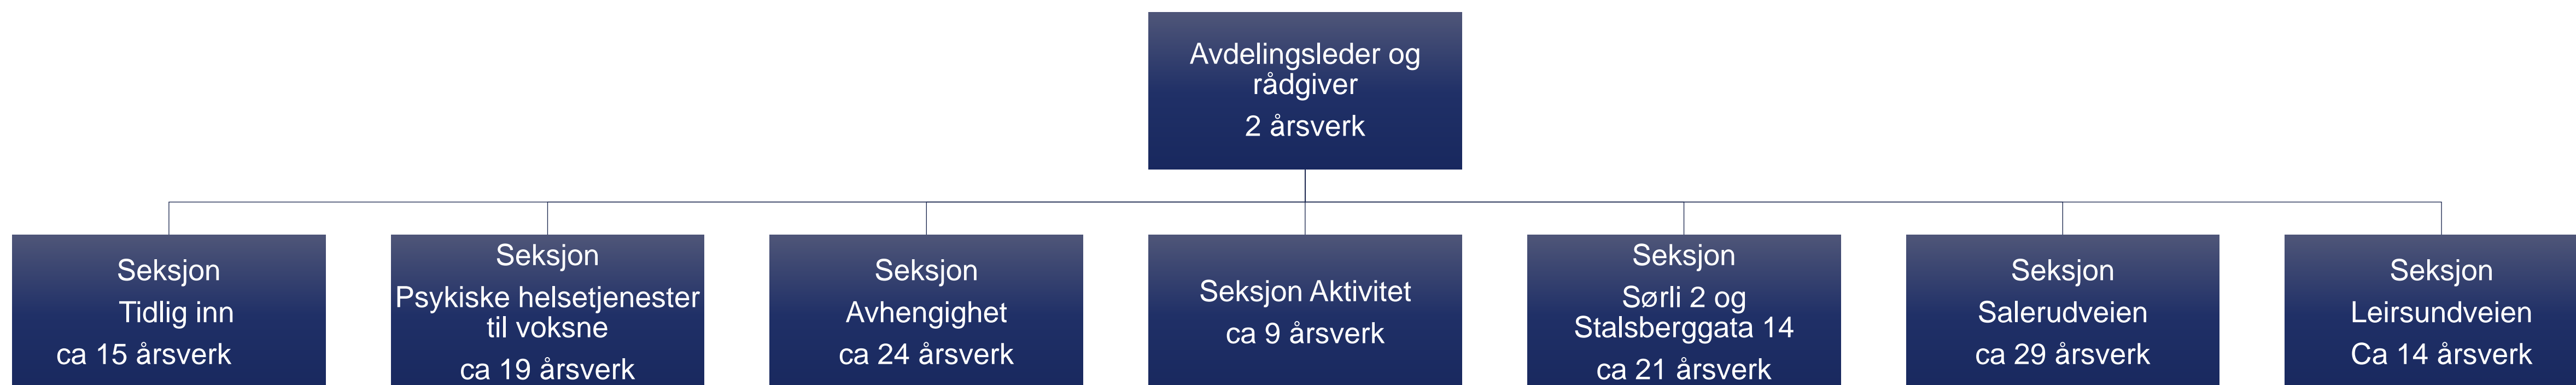 Avdelingsleder og
rådgiver
2 årsverk
Seksjon
Tidlig inn
ca 15 årsverk
Seksjon
Psykiske helsetjenester
til voksne
ca 19 årsverk
Seksjon
Avhengighet
ca 24 årsverk
Seksjon Aktivitet
ca 9 årsverk
Seksjon
Sørli 2 og
Stalsberggata 14
ca 21 årsverk
Seksjon
Salerudveien
ca 29 årsverk
Seksjon
Leirsundveien
Ca 14 årsverk